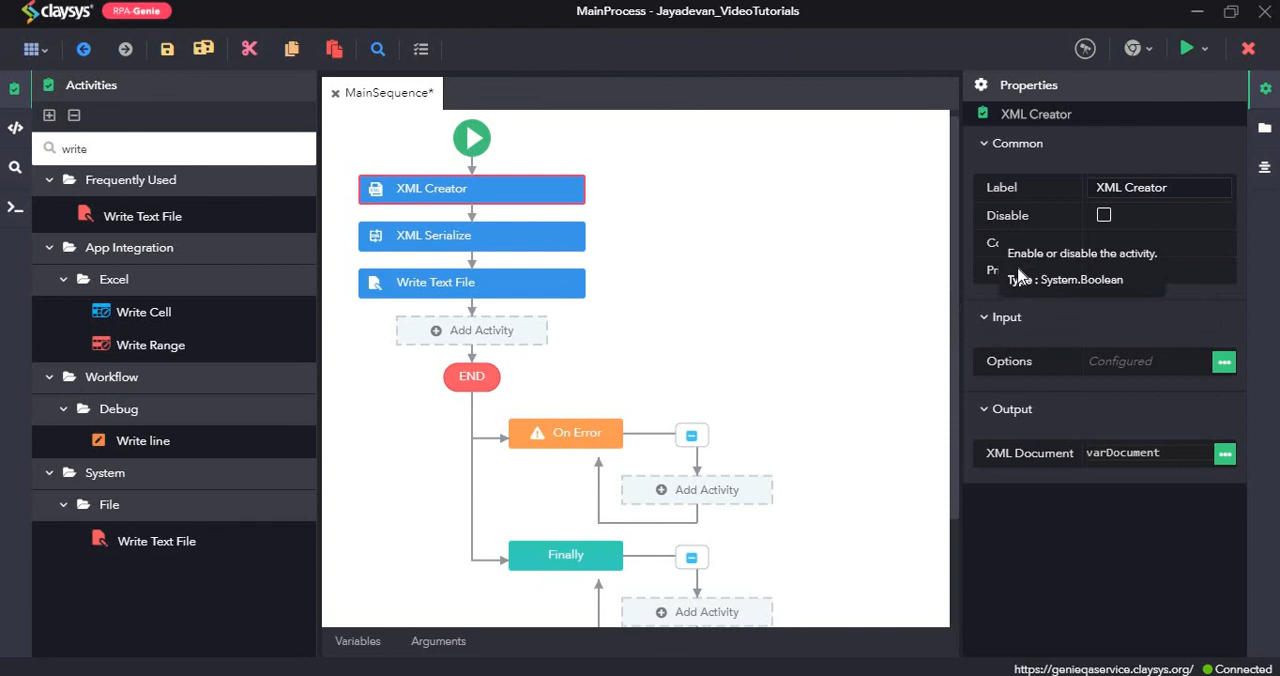 claysys RPA-Genie MainProcess - Jayadevan_VideoTutorials
Activities
write
Frequently Used
Write Text File
App Integration
Excel
Write Cell
Write Range
Workflow
Debug
Write line
System
File
Write Text File
MainSequence*
XML Creator
XML Serialize
Write Text File
Add Activity
END
On Error
Add Activity
Finally
Add Activity
Variables Arguments
Properties
XML Creator
Common
Label XML Creator
Disable
Co
Enable or disable the activity.
Pr
: System.Boolean
Input
Options Configured
Output
XML Document varDocument
https://genieqaservice.claysys.org/ Connected